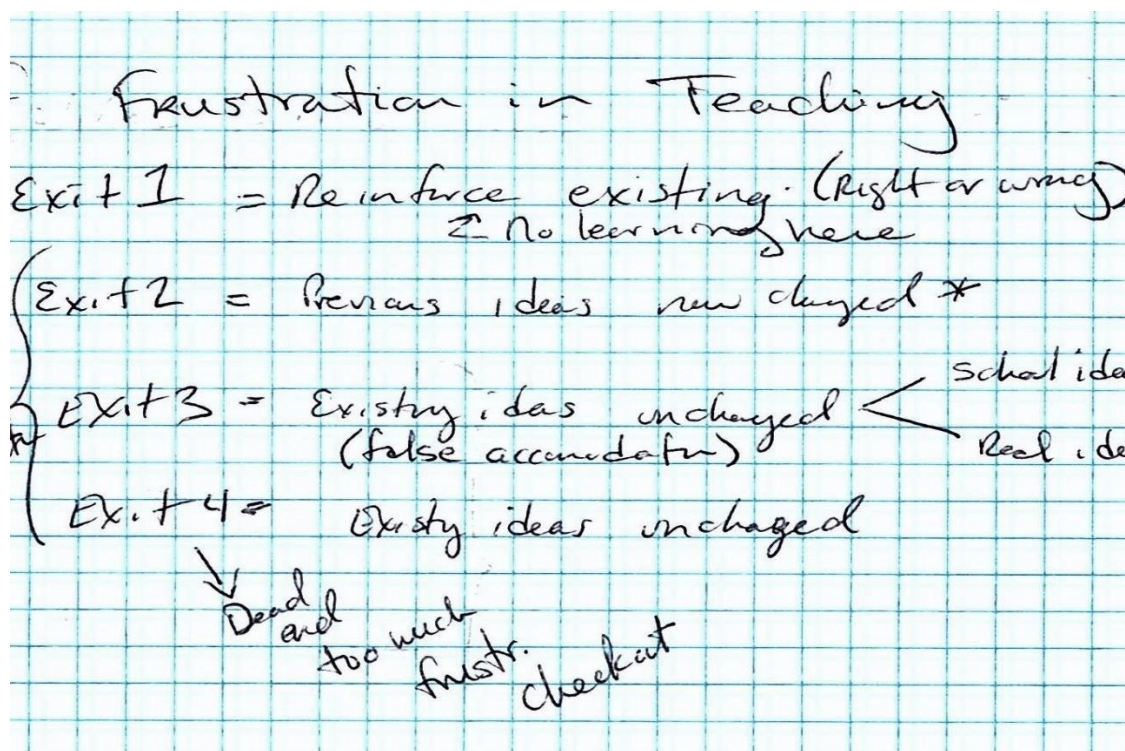 Frustration in Teaching
Exit 1 = Reinforce existing. (Right or wrong)
↑ No learning here
Exit 2 = Previous ideas now changed *
Exit 3 = Existing ideas unchanged < School idea
Real ide
(false accomodation)
Exit 4 = Existing ideas unchanged
Dead
end
too much
frustr.
checkout